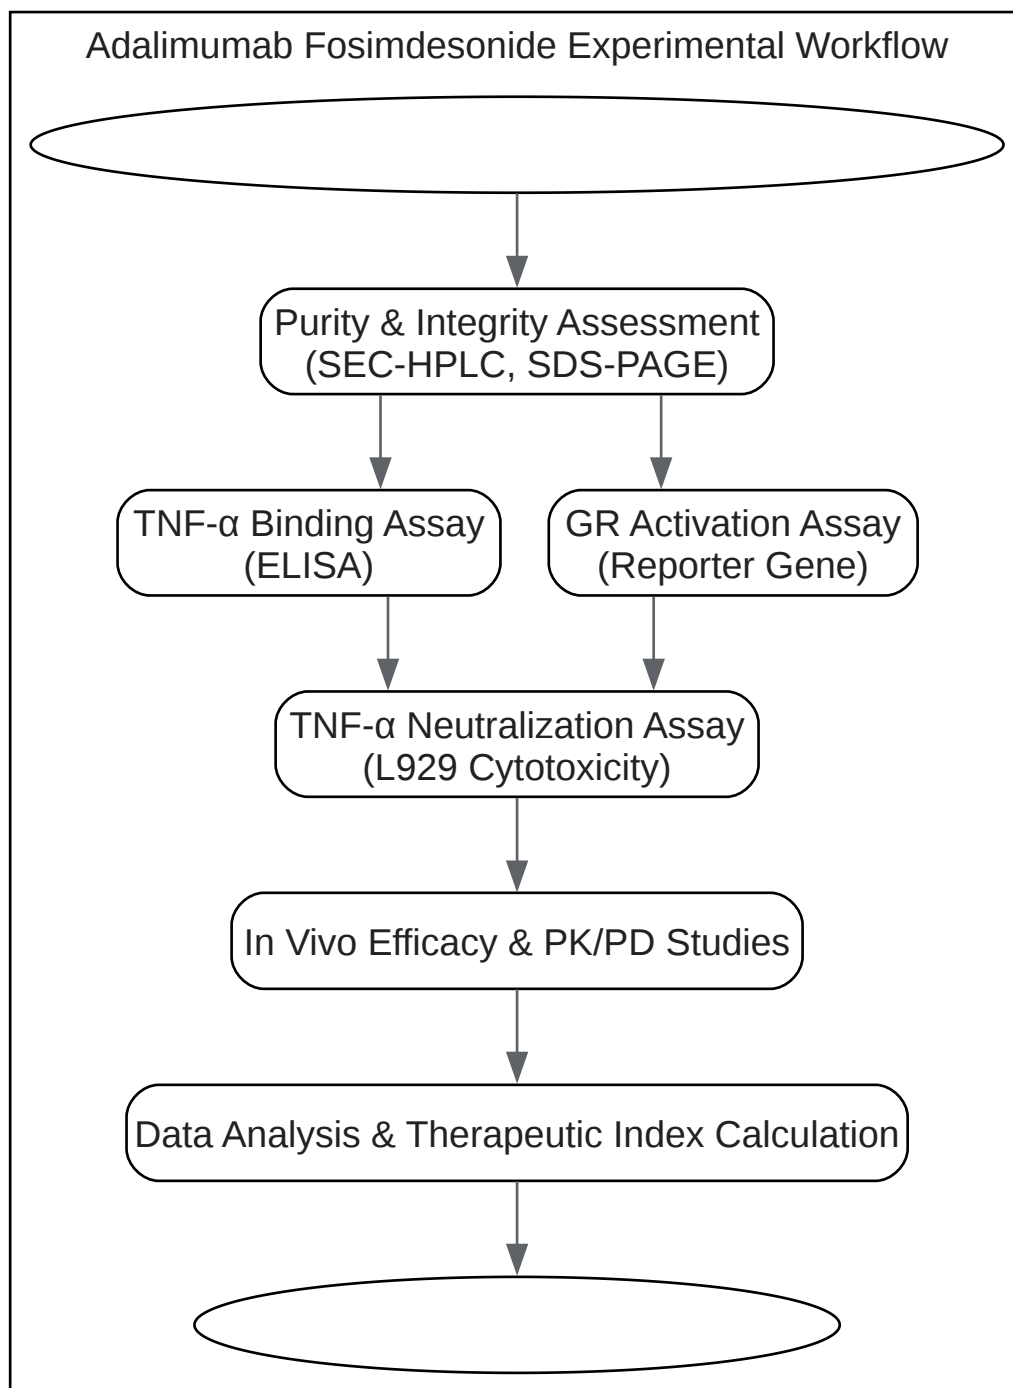 Adalimumab Fosimdesonide Experimental Workflow
Purity & Integrity Assessment
(SEC-HPLC, SDS-PAGE)
TNF-α Binding Assay
(ELISA)
GR Activation Assay
(Reporter Gene)
TNF-α Neutralization Assay
(L929 Cytotoxicity)
In Vivo Efficacy & PK/PD Studies
Data Analysis & Therapeutic Index Calculation